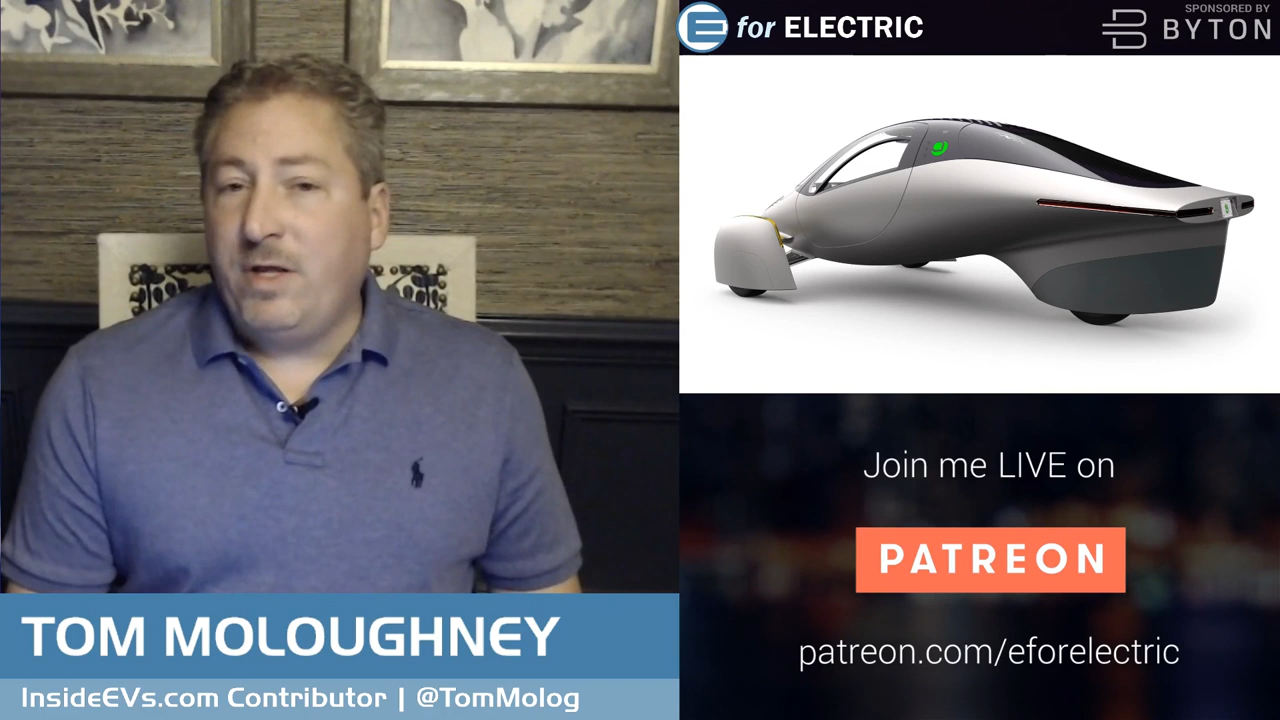 TOM MOLOUGHNEY
InsideEVs.com Contributor | @TomMolog
E for ELECTRIC
SPONSORED BY
BYTON
Join me LIVE on
PATREON
patreon.com/eforelectric